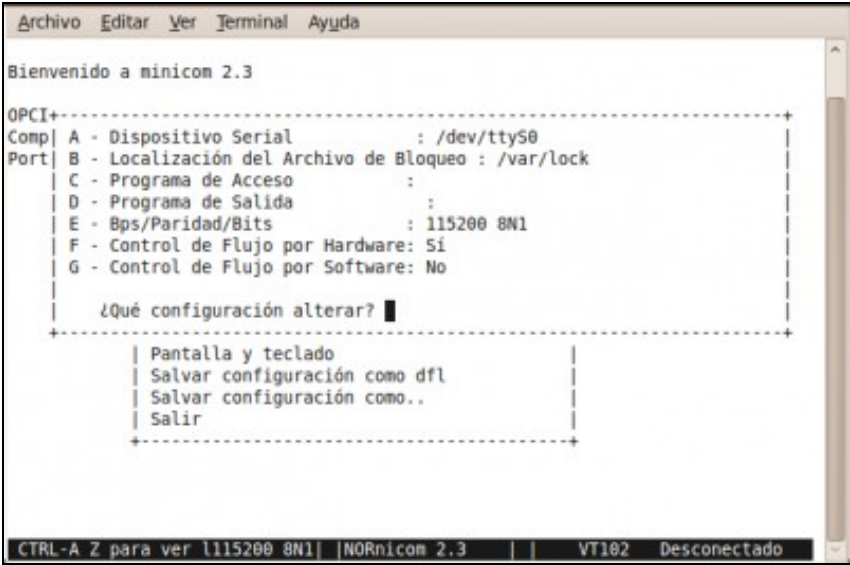 Archivo Editar Ver Terminal Ayuda
Bienvenido a minicom 2.3
OPCI+-----------------------------------------------------------------------+
Comp| A - Dispositivo Serial : /dev/ttyS0 |
Port| B - Localización del Archivo de Bloqueo : /var/lock |
| C - Programa de Acceso : |
| D - Programa de Salida : |
| E - Bps/Paridad/Bits : 115200 8N1 |
| F - Control de Flujo por Hardware: Sí |
| G - Control de Flujo por Software: No |
| |
| ¿Qué configuración alterar? |
+-----------------------------------------------------------------------+
| Pantalla y teclado |
| Salvar configuración como dfl |
| Salvar configuración como.. |
| Salir |
+------------------------------------------+
CTRL-A Z para ver l115200 8N1| |NORnicom 2.3 | | VT102 Desconectado